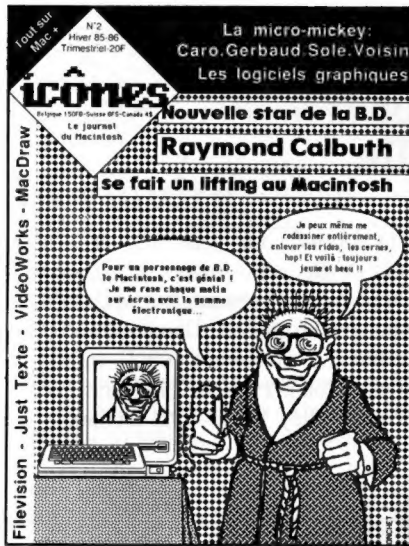 Tout sur
Mac +
N°2
Hiver 85-86
Trimestriel-20F
icônes
Belgique 150FB-Suisse 6FS-Canada 4$
Le journal
du Macintosh
La micro-mickey:
Caro.Gerbaud.Sole.Voisin
Les logiciels graphiques
Nouvelle star de la B.D.
Raymond Calbuth
se fait un lifting au Macintosh
Filevision - Just Texte - VidéoWorks - MacDraw
Pour un personnage de B.D.
le Macintosh, c'est génial !
Je me rase chaque matin
sur écran avec la gomme
électronique...
Je peux même me
redessiner entièrement,
enlever les rides, les cernes,
hop! Et voilà toujours
jeune et beau !!